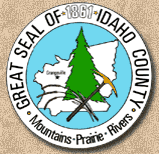 GREAT SEAL OF · 1861 · IDAHO COUNTY
Grangeville
Mountains-Prairie-Rivers